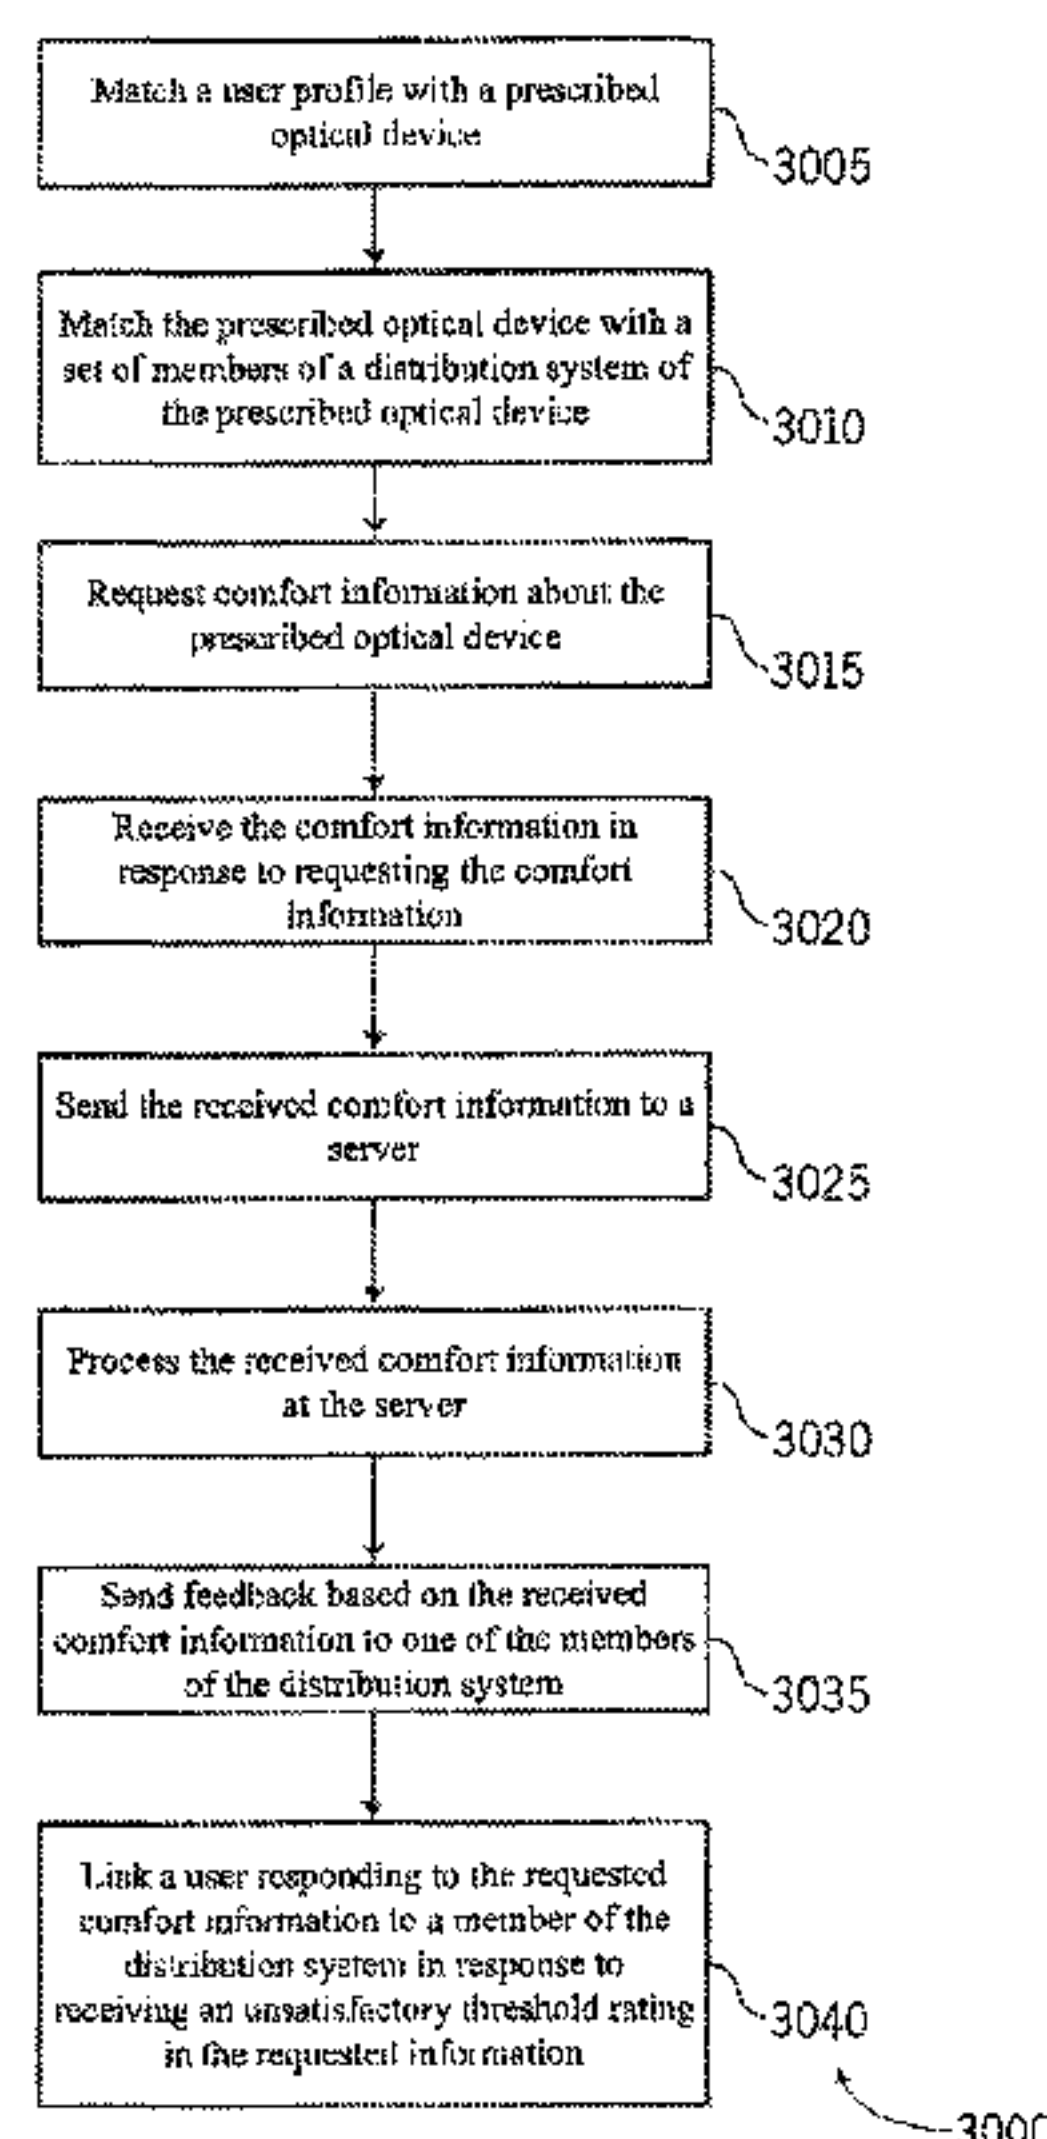 Match a user profile with a prescribed
optical device
3005
Match the prescribed optical device with a
set of members of a distribution system of
the prescribed optical device
3010
Request comfort information about the
prescribed optical device
3015
Receive the comfort information in
response to requesting the comfort
information
3020
Send the received comfort information to a
server
3025
Process the received comfort information
at the server
3030
Send feedback based on the received
comfort information to one of the members
of the distribution system
3035
Link a user responding to the requested
comfort information to a member of the
distribution system in response to
receiving an unsatisfactory threshold rating
in the requested information
3040
3000